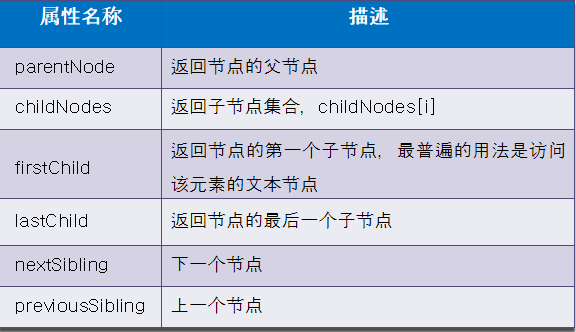 属性名称 描述
parentNode 返回节点的父节点
childNodes 返回子节点集合，childNodes[i]
firstChild 返回节点的第一个子节点，最普遍的用法是访问
该元素的文本节点
lastChild 返回节点的最后一个子节点
nextSibling 下一个节点
previousSibling 上一个节点